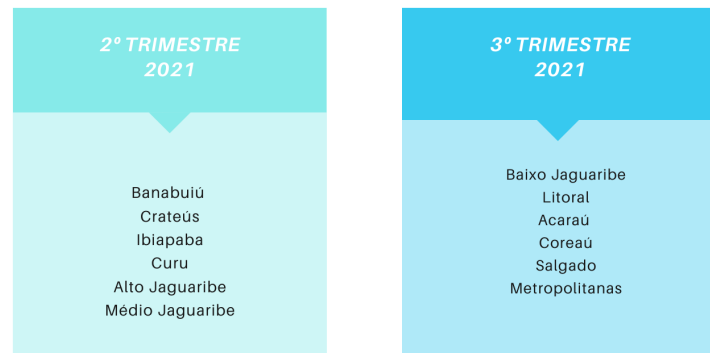 2º TRIMESTRE
2021
Banabuiú
Crateús
Ibiapaba
Curu
Alto Jaguaribe
Médio Jaguaribe
3º TRIMESTRE
2021
Baixo Jaguaribe
Litoral
Acaraú
Coreaú
Salgado
Metropolitanas